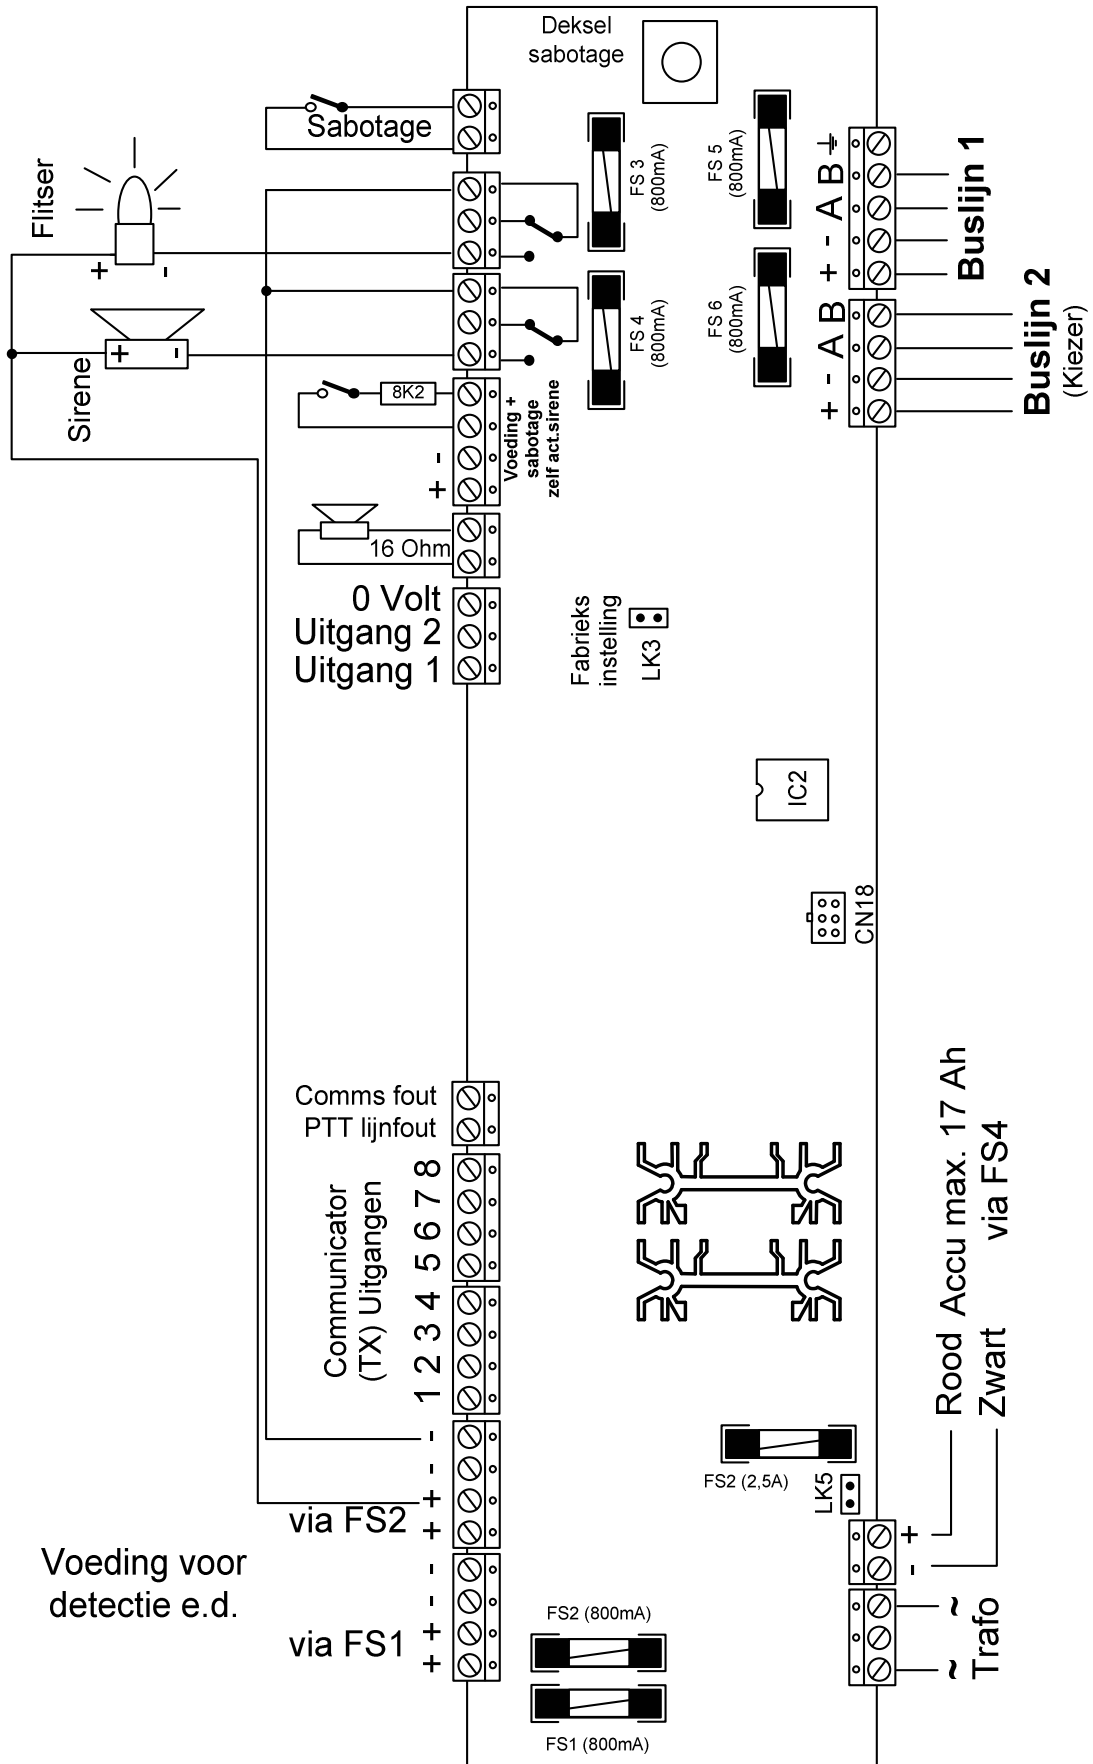 Deksel
sabotage
Sabotage
Flitser
+
-
Sirene
+
-
8K2
Voeding +
sabotage
zelf act.sirene
-
+
16 Ohm
0 Volt
Uitgang 2
Uitgang 1
FS 3
(800mA)
FS 5
(800mA)
FS 4
(800mA)
FS 6
(800mA)
+ - A B
Buslijn 1
+ - A B
Buslijn 2
(Kiezer)
Fabrieks
instelling
LK3
IC2
CN18
Comms fout
PTT lijnfout
Communicator
(TX) Uitgangen
1 2 3 4 5 6 7 8
-
-
+
via FS2
+
Voeding voor
detectie e.d.
-
-
+
via FS1
+
FS2 (2,5A)
LK5
Rood Accu max. 17 Ah
Zwart via FS4
+
-
~
~
Trafo
FS2 (800mA)
FS1 (800mA)